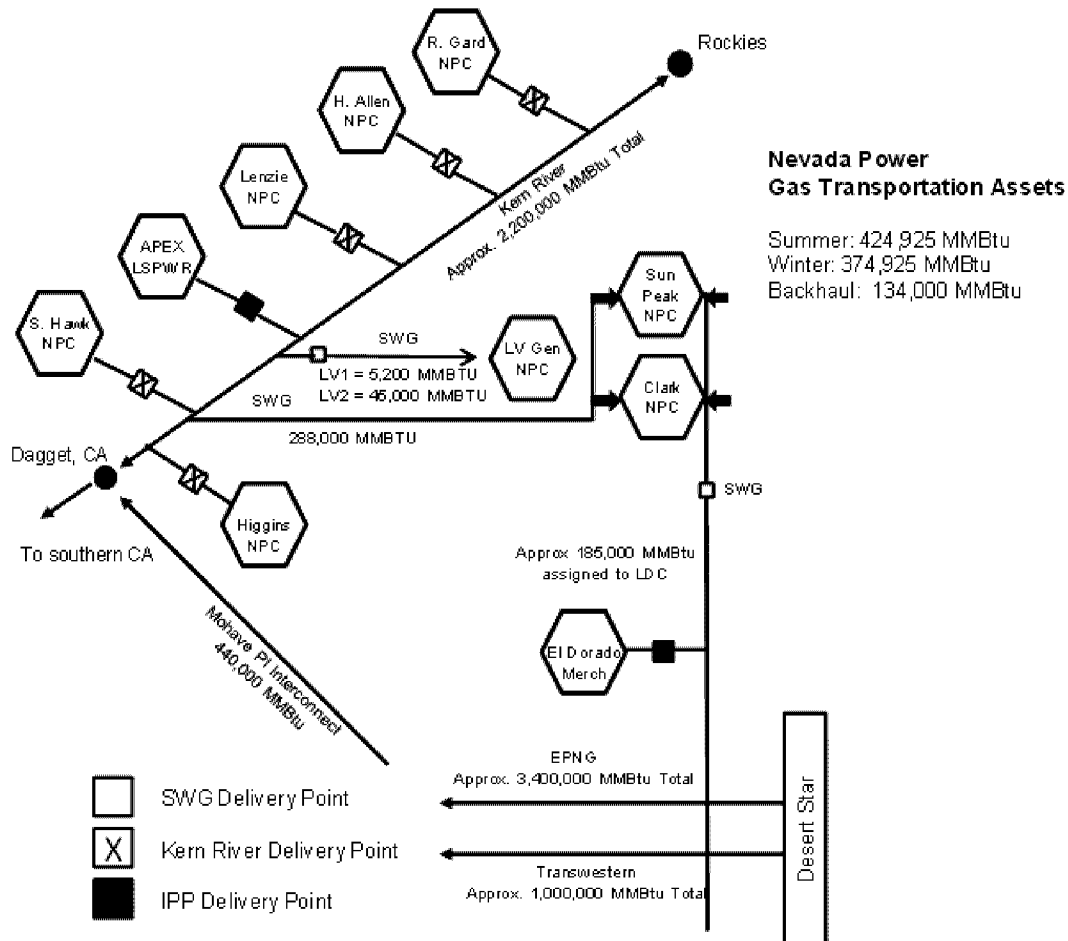 R. Gard
NPC
Rockies
H. Allen
NPC
Lenzie
NPC
Kern River
Approx. 2,200,000 MMBtu Total
Nevada Power
Gas Transportation Assets
Summer: 424,925 MMBtu
Winter: 374,925 MMBtu
Backhaul: 134,000 MMBtu
APEX
LSPWR
Sun
Peak
NPC
S. Hawk
NPC
SWG
LV Gen
NPC
LV1 = 5,200 MMBTU
LV2 = 45,000 MMBTU
SWG
Clark
NPC
288,000 MMBTU
Dagget, CA
SWG
Higgins
NPC
To southern CA
Approx 185,000 MMBtu
assigned to LDC
Mohave PI Interconnect
440,000 MMBtu
El Dorado
Merch
EPNG
Approx. 3,400,000 MMBtu Total
Desert Star
Transwestern
Approx. 1,000,000 MMBtu Total
SWG Delivery Point
X
Kern River Delivery Point
IPP Delivery Point